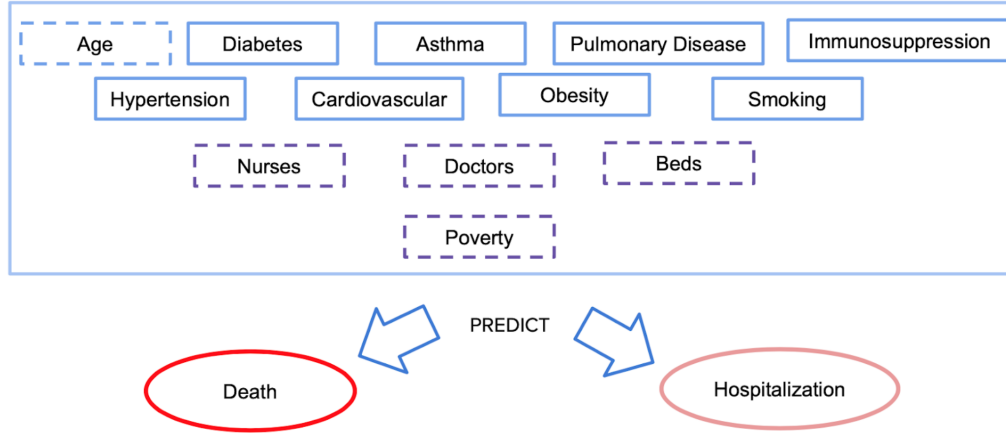 Age
Diabetes
Asthma
Pulmonary Disease
Immunosuppression
Hypertension
Cardiovascular
Obesity
Smoking
Nurses
Doctors
Beds
Poverty
PREDICT
Death
Hospitalization